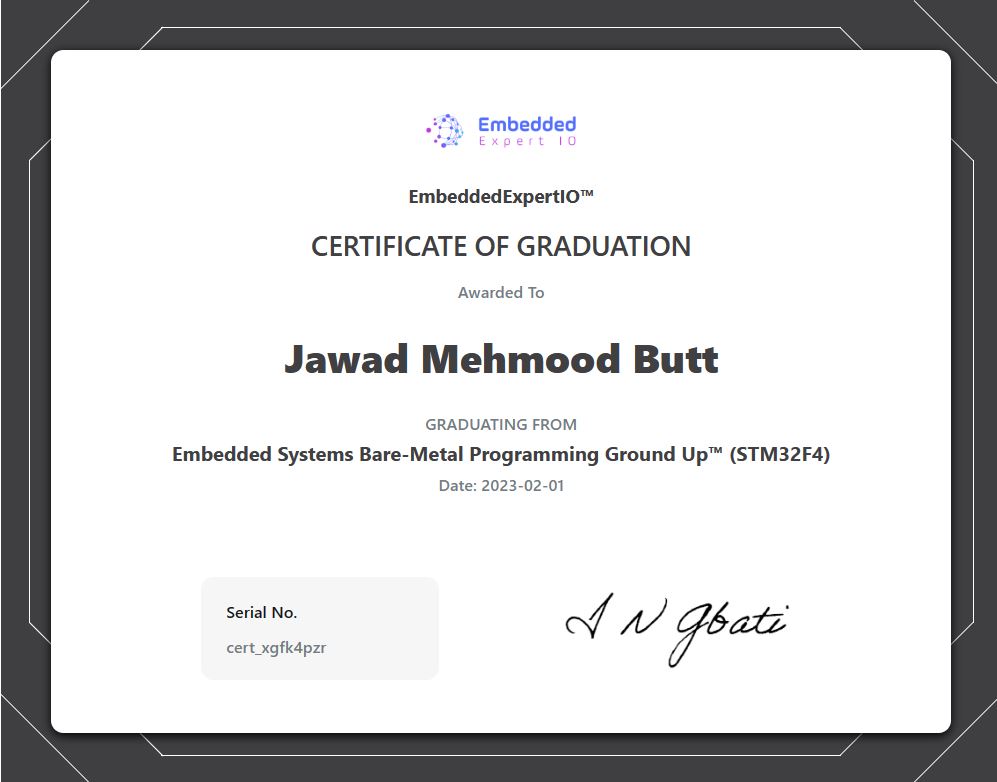 Embedded
Expert IO
EmbeddedExpertIO™
CERTIFICATE OF GRADUATION
Awarded To
Jawad Mehmood Butt
GRADUATING FROM
Embedded Systems Bare-Metal Programming Ground Up™ (STM32F4)
Date: 2023-02-01
Serial No.
cert_xgfk4pzr
I N Gbati